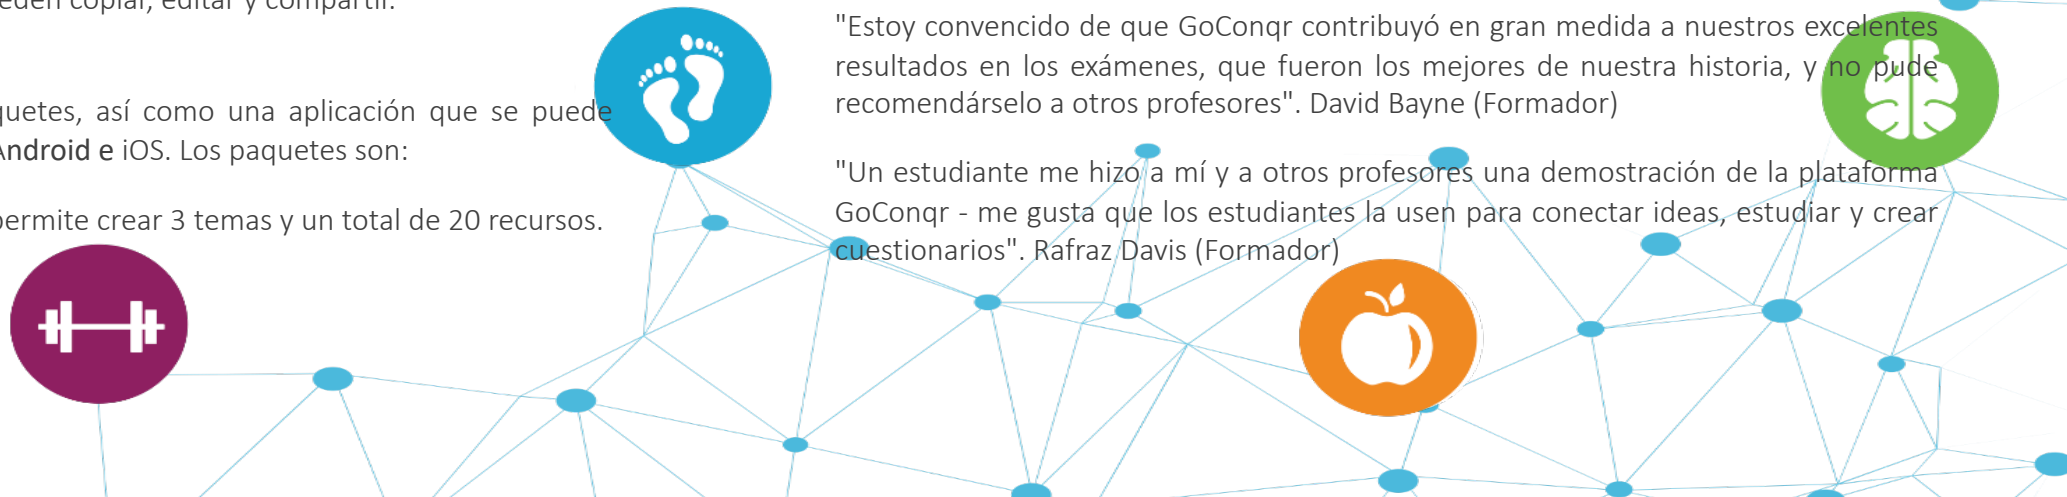 copiar, editar y compartir.
así como una aplicación que se puede
Android e iOS. Los paquetes son:
permite crear 3 temas y un total de 20 recursos.
"Estoy convencido de que GoConqr contribuyó en gran medida a nuestros excelentes
resultados en los exámenes, que fueron los mejores de nuestra historia, y no pude
recomendárselo a otros profesores". David Bayne (Formador)
"Un estudiante me hizo a mí y a otros profesores una demostración de la plataforma
GoConqr - me gusta que los estudiantes la usen para conectar ideas, estudiar y crear
cuestionarios". Rafraz Davis (Formador)